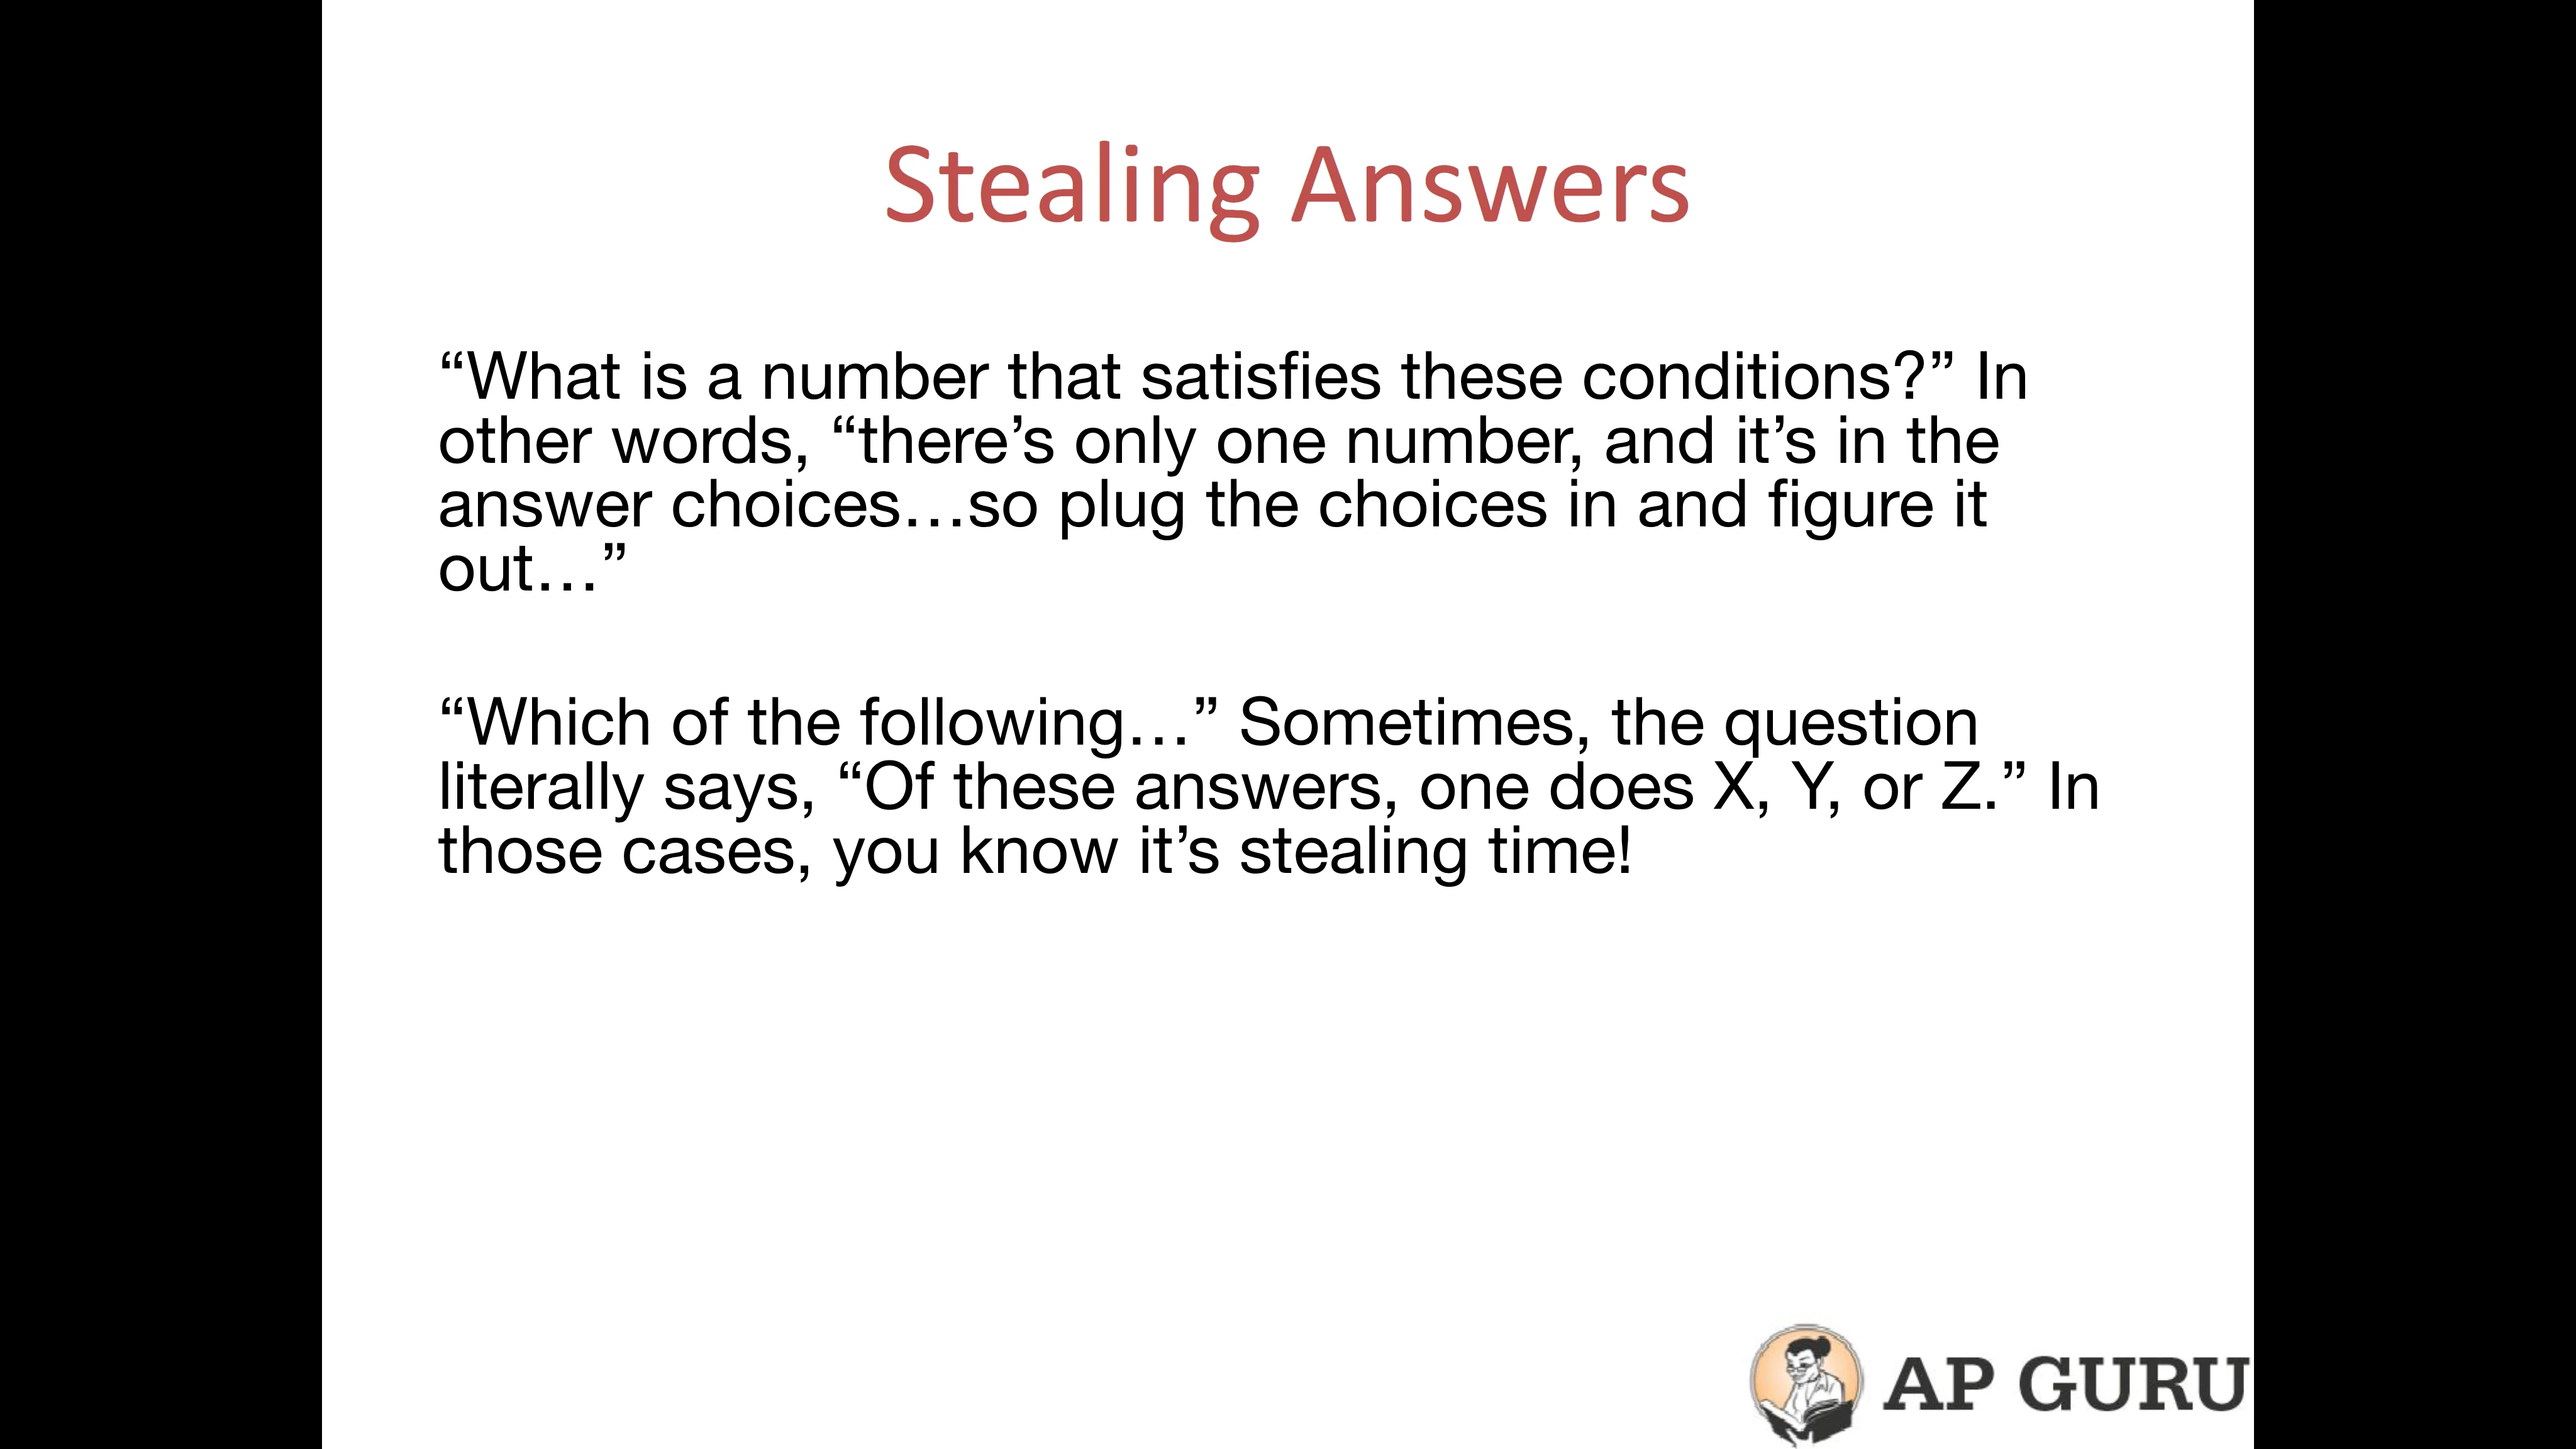 Stealing Answers
“What is a number that satisfies these conditions?” In
other words, “there’s only one number, and it’s in the
answer choices…so plug the choices in and figure it
out…”
“Which of the following…” Sometimes, the question
literally says, “Of these answers, one does X, Y, or Z.” In
those cases, you know it’s stealing time!
AP GURU